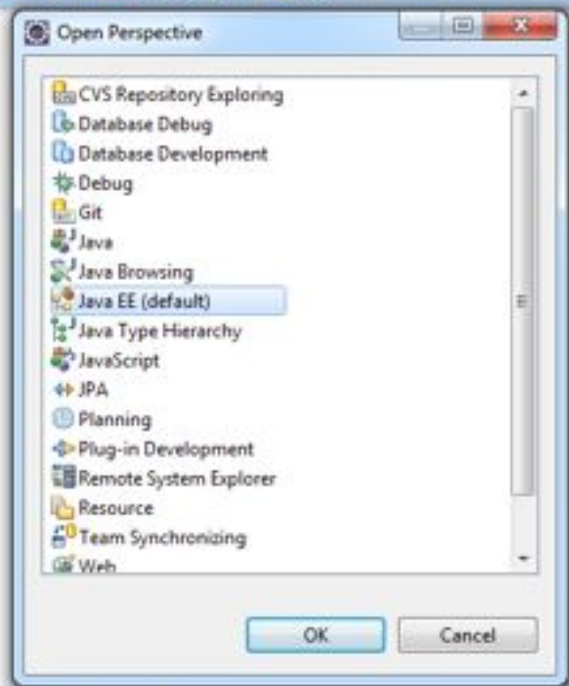 Open Perspective
CVS Repository Exploring
Database Debug
Database Development
Debug
Git
Java
Java Browsing
Java EE (default)
Java Type Hierarchy
JavaScript
JPA
Planning
Plug-in Development
Remote System Explorer
Resource
Team Synchronizing
Web
OK
Cancel